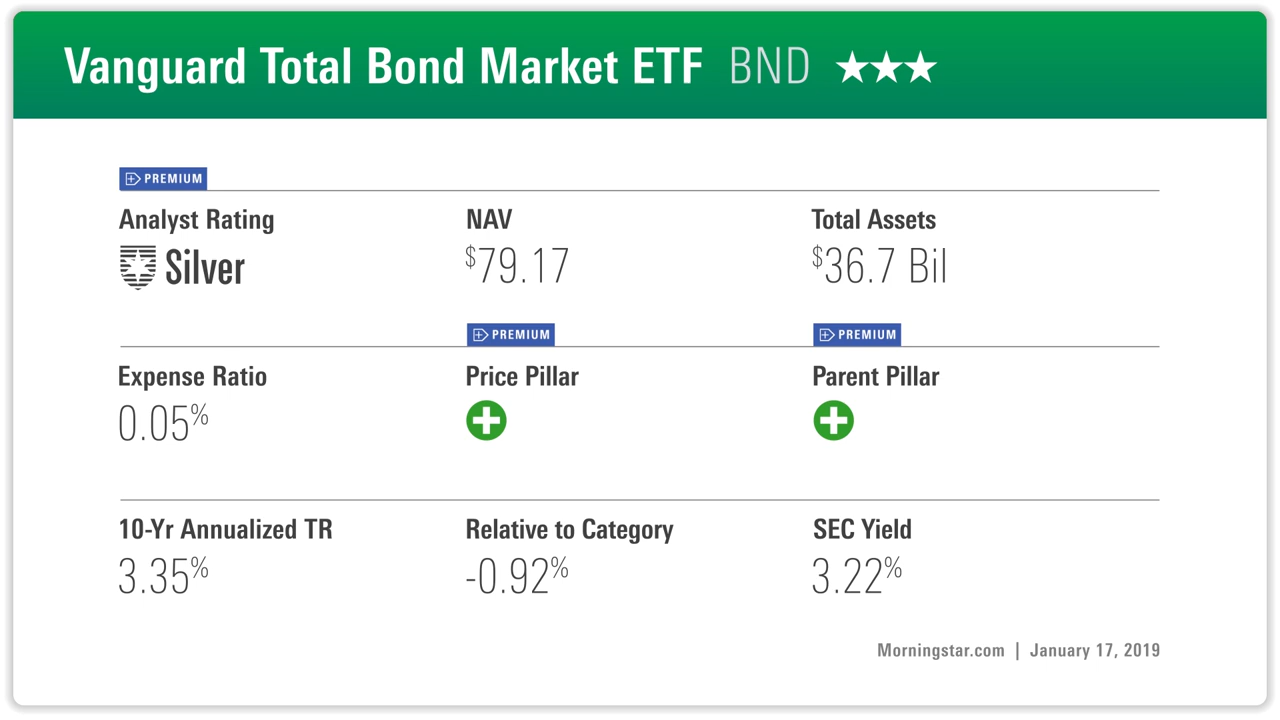 Vanguard Total Bond Market ETF BND ★★★
PREMIUM
Analyst Rating NAV Total Assets
Silver $79.17 $36.7 Bil
PREMIUM PREMIUM
Expense Ratio Price Pillar Parent Pillar
0.05%
10-Yr Annualized TR Relative to Category SEC Yield
3.35% -0.92% 3.22%
Morningstar.com | January 17, 2019